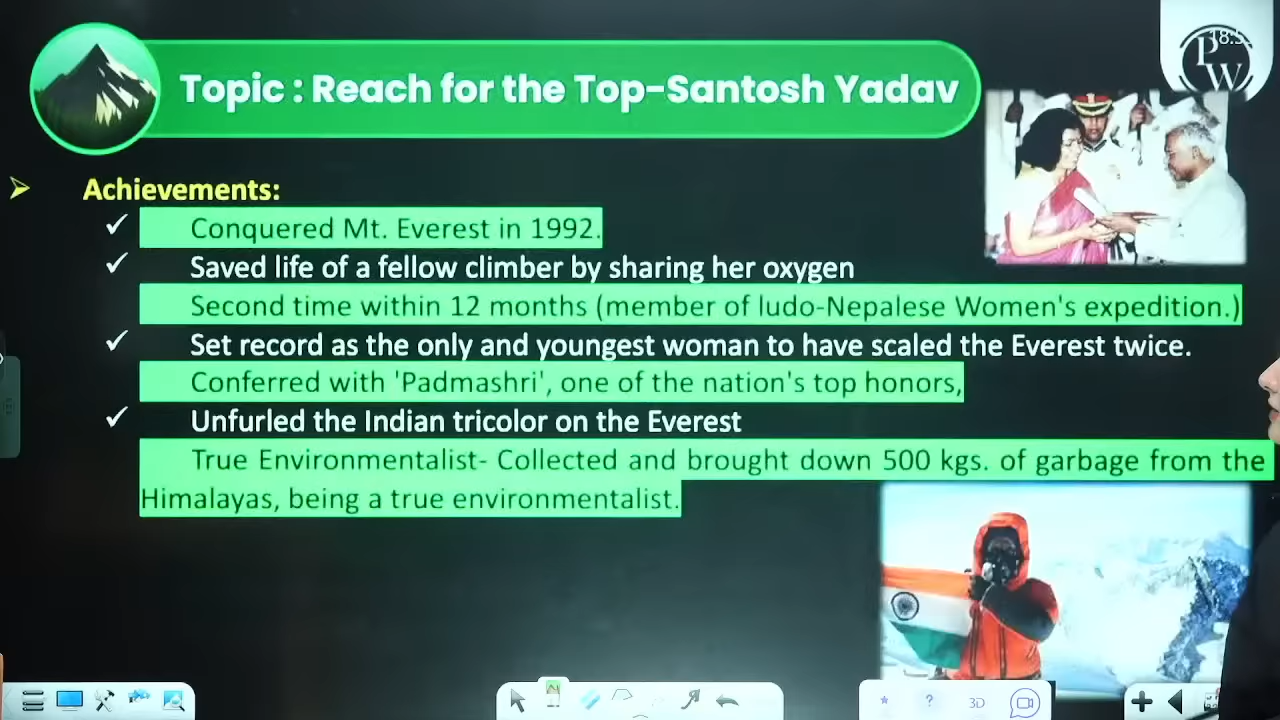 Topic : Reach for the Top-Santosh Yadav
PW
Achievements:
Conquered Mt. Everest in 1992.
Saved life of a fellow climber by sharing her oxygen
Second time within 12 months (member of ludo-Nepalese Women's expedition.)
Set record as the only and youngest woman to have scaled the Everest twice.
Conferred with 'Padmashri', one of the nation's top honors,
Unfurled the Indian tricolor on the Everest
True Environmentalist- Collected and brought down 500 kgs. of garbage from the
Himalayas, being a true environmentalist.
3D